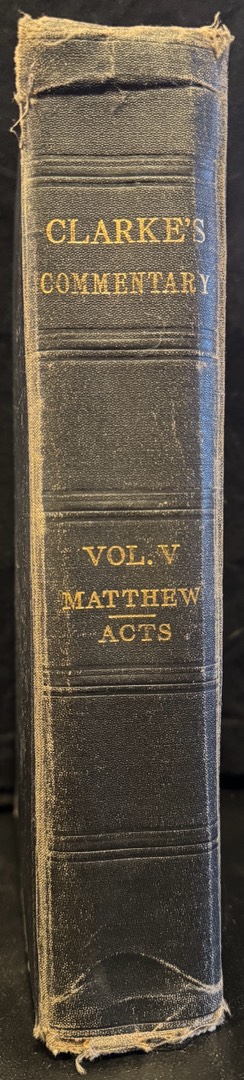 CLARKE'S
COMMENTARY
VOL. V
MATTHEW
ACTS